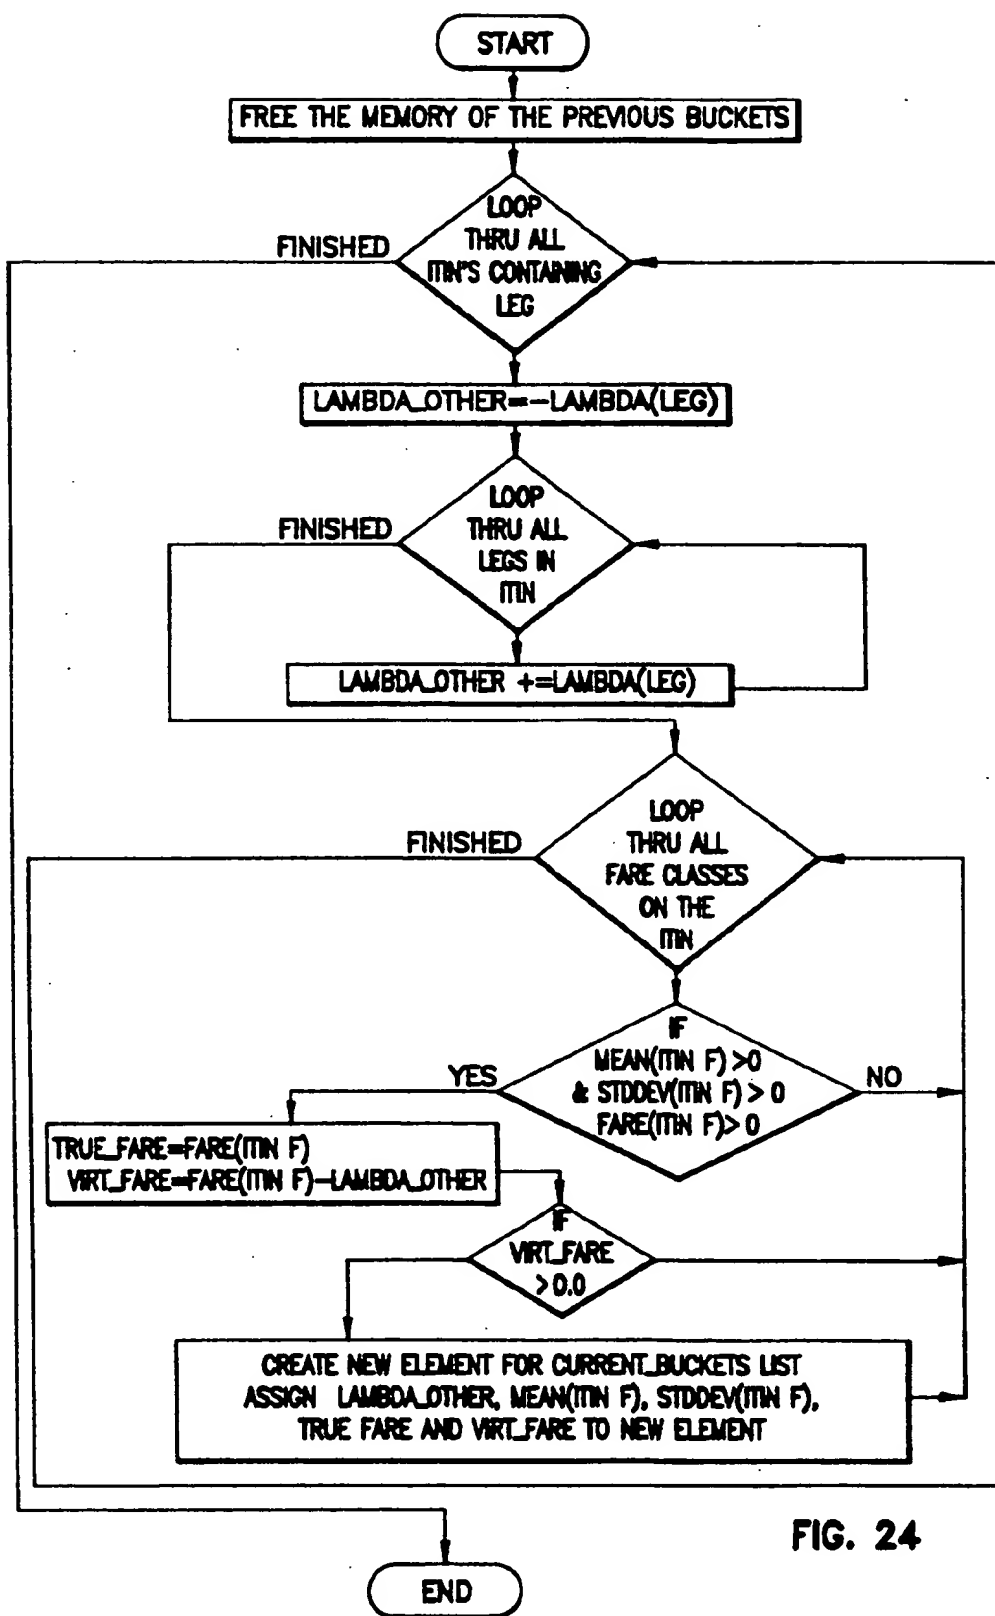 START
FREE THE MEMORY OF THE PREVIOUS BUCKETS
LOOP
THRU ALL
ITIN'S CONTAINING
LEG
FINISHED
LAMBDA_OTHER=-LAMBDA(LEG)
LOOP
THRU ALL
LEGS IN
ITIN
FINISHED
LAMBDA_OTHER +=LAMBDA(LEG)
LOOP
THRU ALL
FARE CLASSES
ON THE
ITIN
FINISHED
IF
MEAN(ITIN F) >0
& STDDEV(ITIN F) > 0
FARE(ITIN F)> 0
YES
NO
TRUE_FARE=FARE(ITIN F)
VIRT_FARE=FARE(ITIN F)-LAMBDA_OTHER
IF
VIRT_FARE
> 0.0
CREATE NEW ELEMENT FOR CURRENT_BUCKETS LIST
ASSIGN LAMBDA_OTHER, MEAN(ITIN F), STDDEV(ITIN F),
TRUE FARE AND VIRT_FARE TO NEW ELEMENT
FIG. 24
END